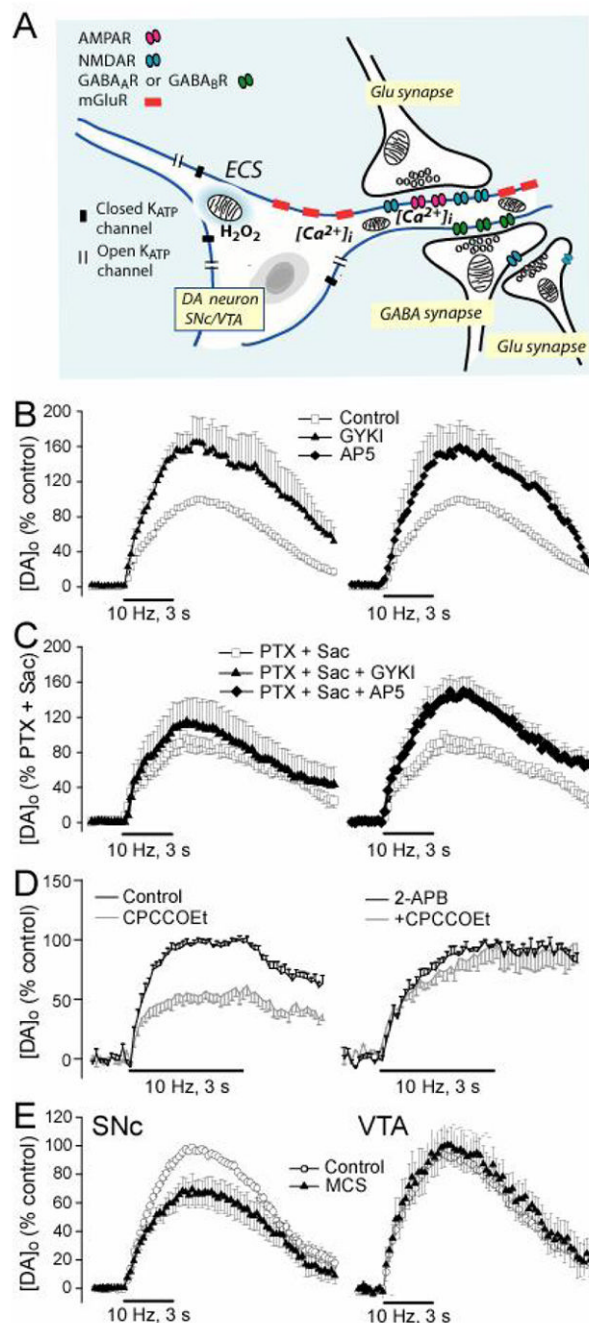 A
AMPAR
NMDAR
GABAAR or GABABR
mGluR
Glu synapse
ECS
H2O2
[Ca2+]i
[Ca2+]i
Closed KATP
channel
Open KATP
channel
DA neuron
SNc/VTA
GABA synapse
Glu synapse
B
[DA]o (% control)
200
160
120
80
40
0
Control
GYKI
AP5
10 Hz, 3 s
10 Hz, 3 s
C
[DA]o (% PTX + Sac)
200
160
120
80
40
0
PTX + Sac
PTX + Sac + GYKI
PTX + Sac + AP5
10 Hz, 3 s
10 Hz, 3 s
D
[DA]o (% control)
150
100
50
0
Control
CPCCOEt
2-APB
+CPCCOEt
10 Hz, 3 s
10 Hz, 3 s
E
[DA]o (% control)
120
100
80
60
40
20
0
SNc
VTA
Control
MCS
10 Hz, 3 s
10 Hz, 3 s